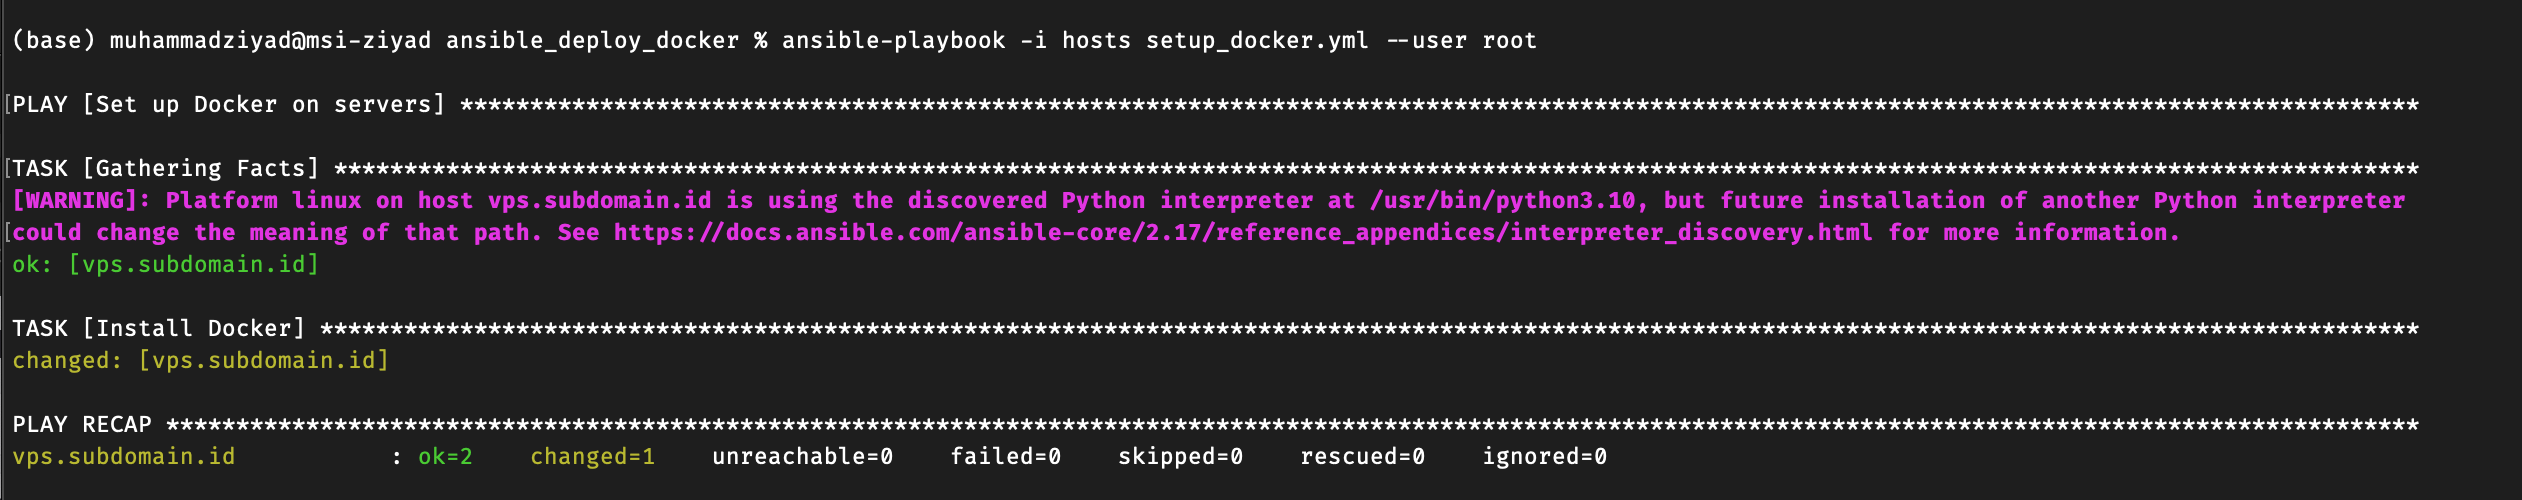 (base) muhammadziyad@msi-ziyad ansible_deploy_docker % ansible-playbook -i hosts setup_docker.yml --user root
[PLAY [Set up Docker on servers] ********************************************************************************************************************************************
[TASK [Gathering Facts] *****************************************************************************************************************************************************
[WARNING]: Platform linux on host vps.subdomain.id is using the discovered Python interpreter at /usr/bin/python3.10, but future installation of another Python interpreter
[could change the meaning of that path. See https://docs.ansible.com/ansible-core/2.17/reference_appendices/interpreter_discovery.html for more information.
ok: [vps.subdomain.id]
TASK [Install Docker] ******************************************************************************************************************************************************
changed: [vps.subdomain.id]
PLAY RECAP *****************************************************************************************************************************************************************
vps.subdomain.id           : ok=2    changed=1    unreachable=0    failed=0    skipped=0    rescued=0    ignored=0